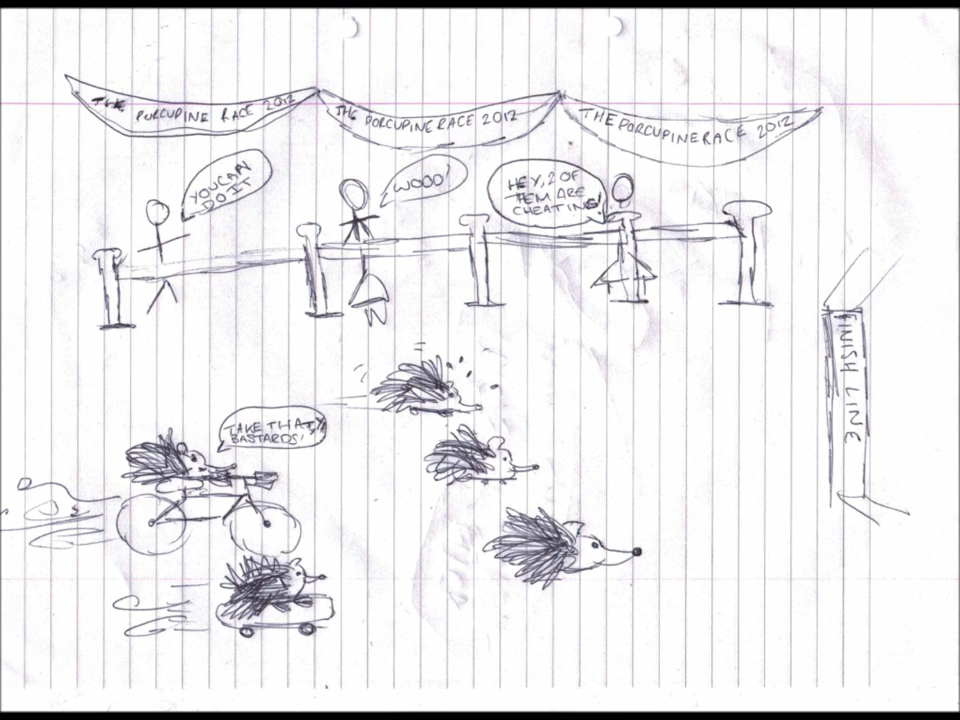 THE PORCUPINE RACE 2012
THE PORCUPINE RACE 2012
THE PORCUPINE RACE 2012
YOU CAN
DO IT
WOOO!
HEY, 2 OF
TEM ARE
CHEATING!
TAKE THAT,
BASTARDS!
FINISH LINE